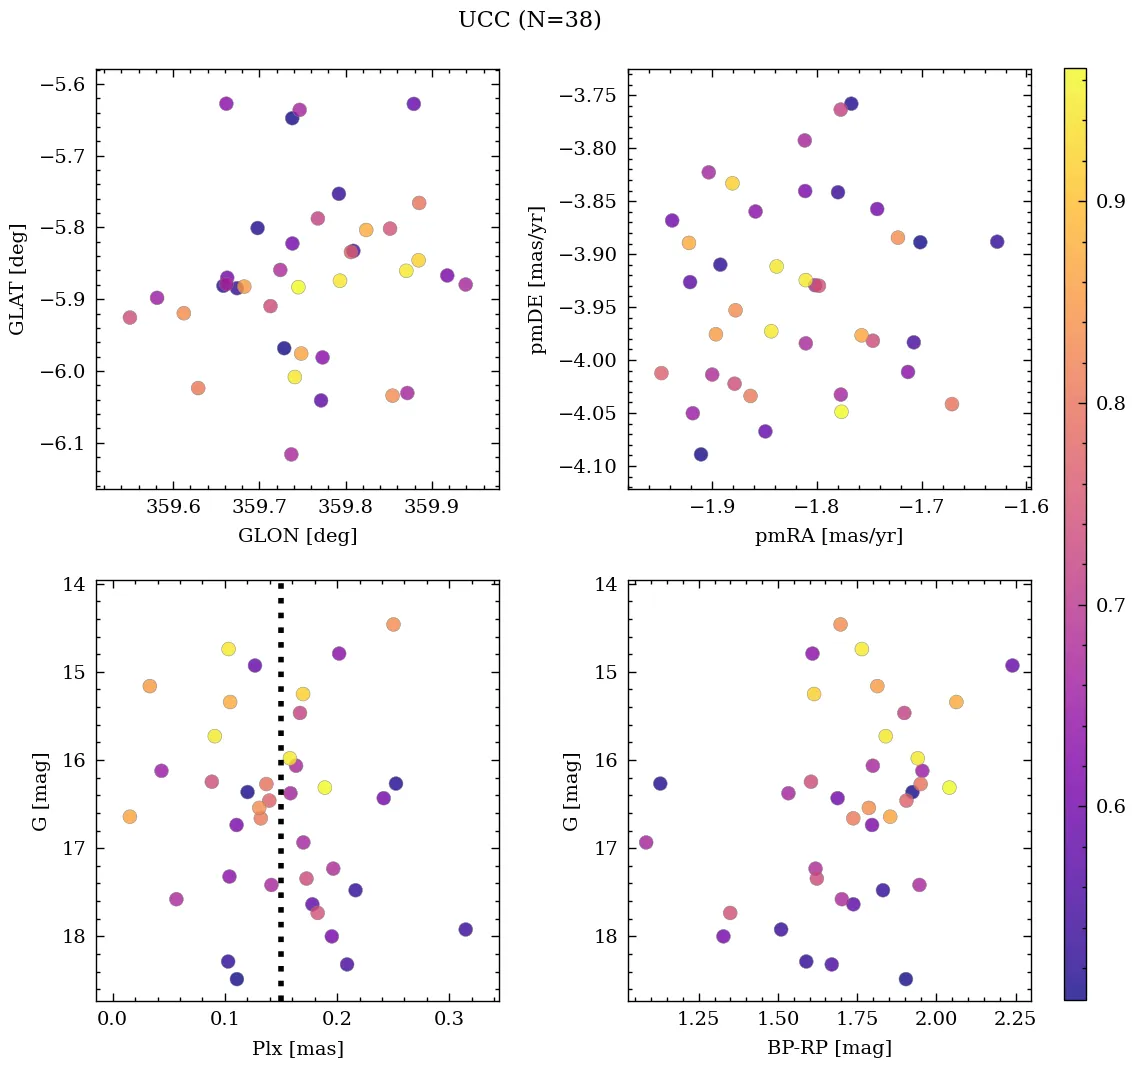 UCC (N=38)
−5.6
−5.7
−5.8
−5.9
−6.0
−6.1
GLAT [deg]
359.6 359.7 359.8 359.9
GLON [deg]
−3.75
−3.80
−3.85
−3.90
−3.95
−4.00
−4.05
−4.10
pmDE [mas/yr]
−1.9 −1.8 −1.7 −1.6
pmRA [mas/yr]
14
15
16
17
18
G [mag]
0.0 0.1 0.2 0.3
Plx [mas]
14
15
16
17
18
G [mag]
1.25 1.50 1.75 2.00 2.25
BP-RP [mag]
0.9
0.8
0.7
0.6